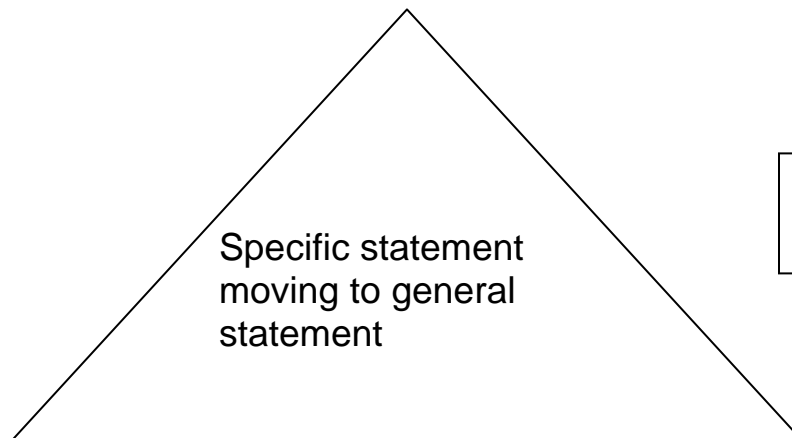 Specific statement
moving to general
statement